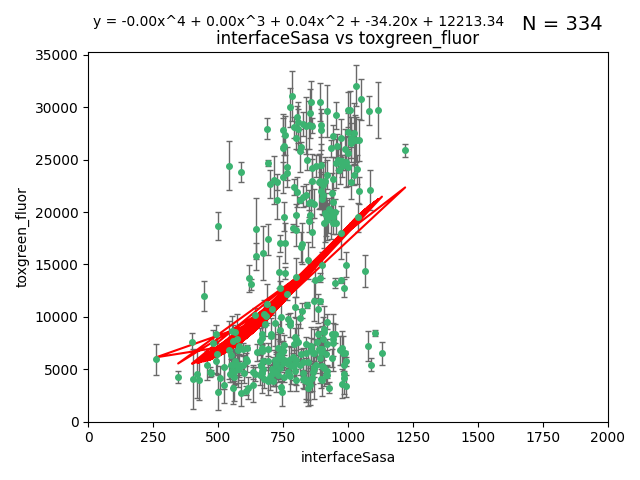 y = -0.00x^4 + 0.00x^3 + 0.04x^2 + -34.20x + 12213.34
N = 334
interfaceSasa vs toxgreen_fluor
35000
30000
25000
20000
15000
10000
5000
0
toxgreen_fluor
0 250 500 750 1000 1250 1500 1750 2000
interfaceSasa